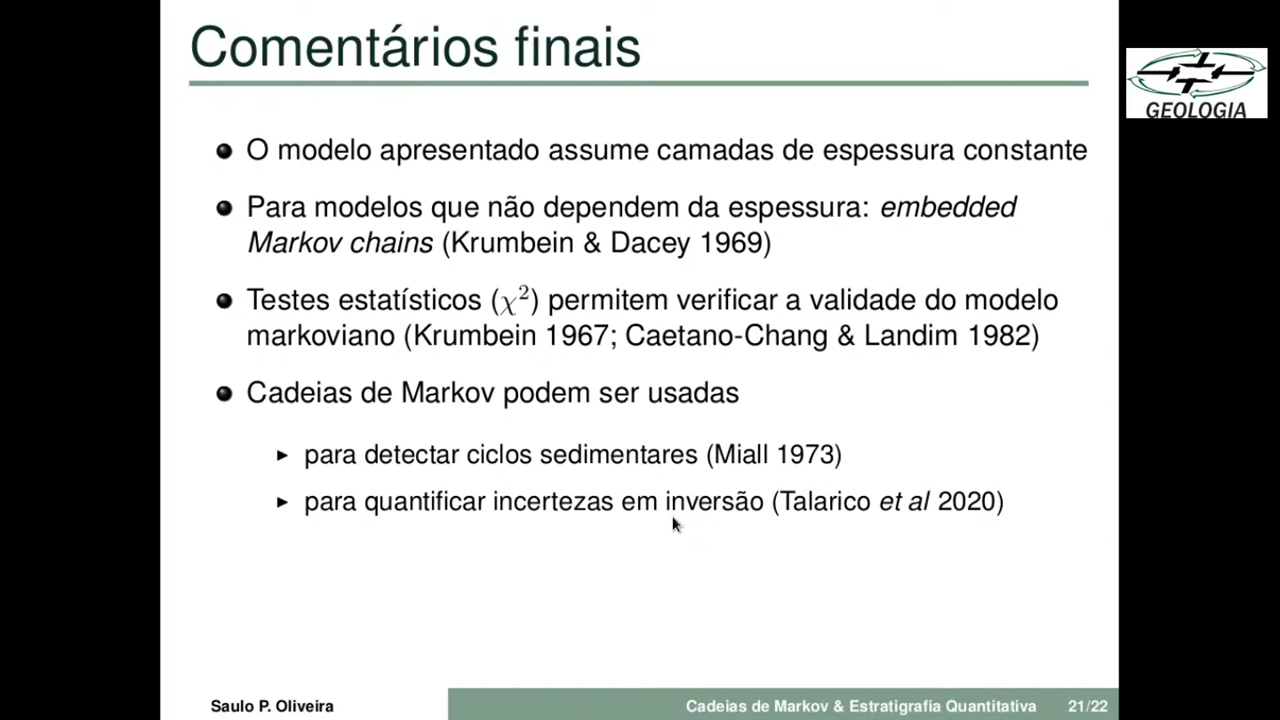 Comentários finais
GEOLOGIA
O modelo apresentado assume camadas de espessura constante
Para modelos que não dependem da espessura: embedded
Markov chains (Krumbein & Dacey 1969)
Testes estatísticos (χ²) permitem verificar a validade do modelo
markoviano (Krumbein 1967; Caetano-Chang & Landim 1982)
Cadeias de Markov podem ser usadas
para detectar ciclos sedimentares (Miall 1973)
para quantificar incertezas em inversão (Talarico et al 2020)
Saulo P. Oliveira
Cadeias de Markov & Estratigrafia Quantitativa 21/22